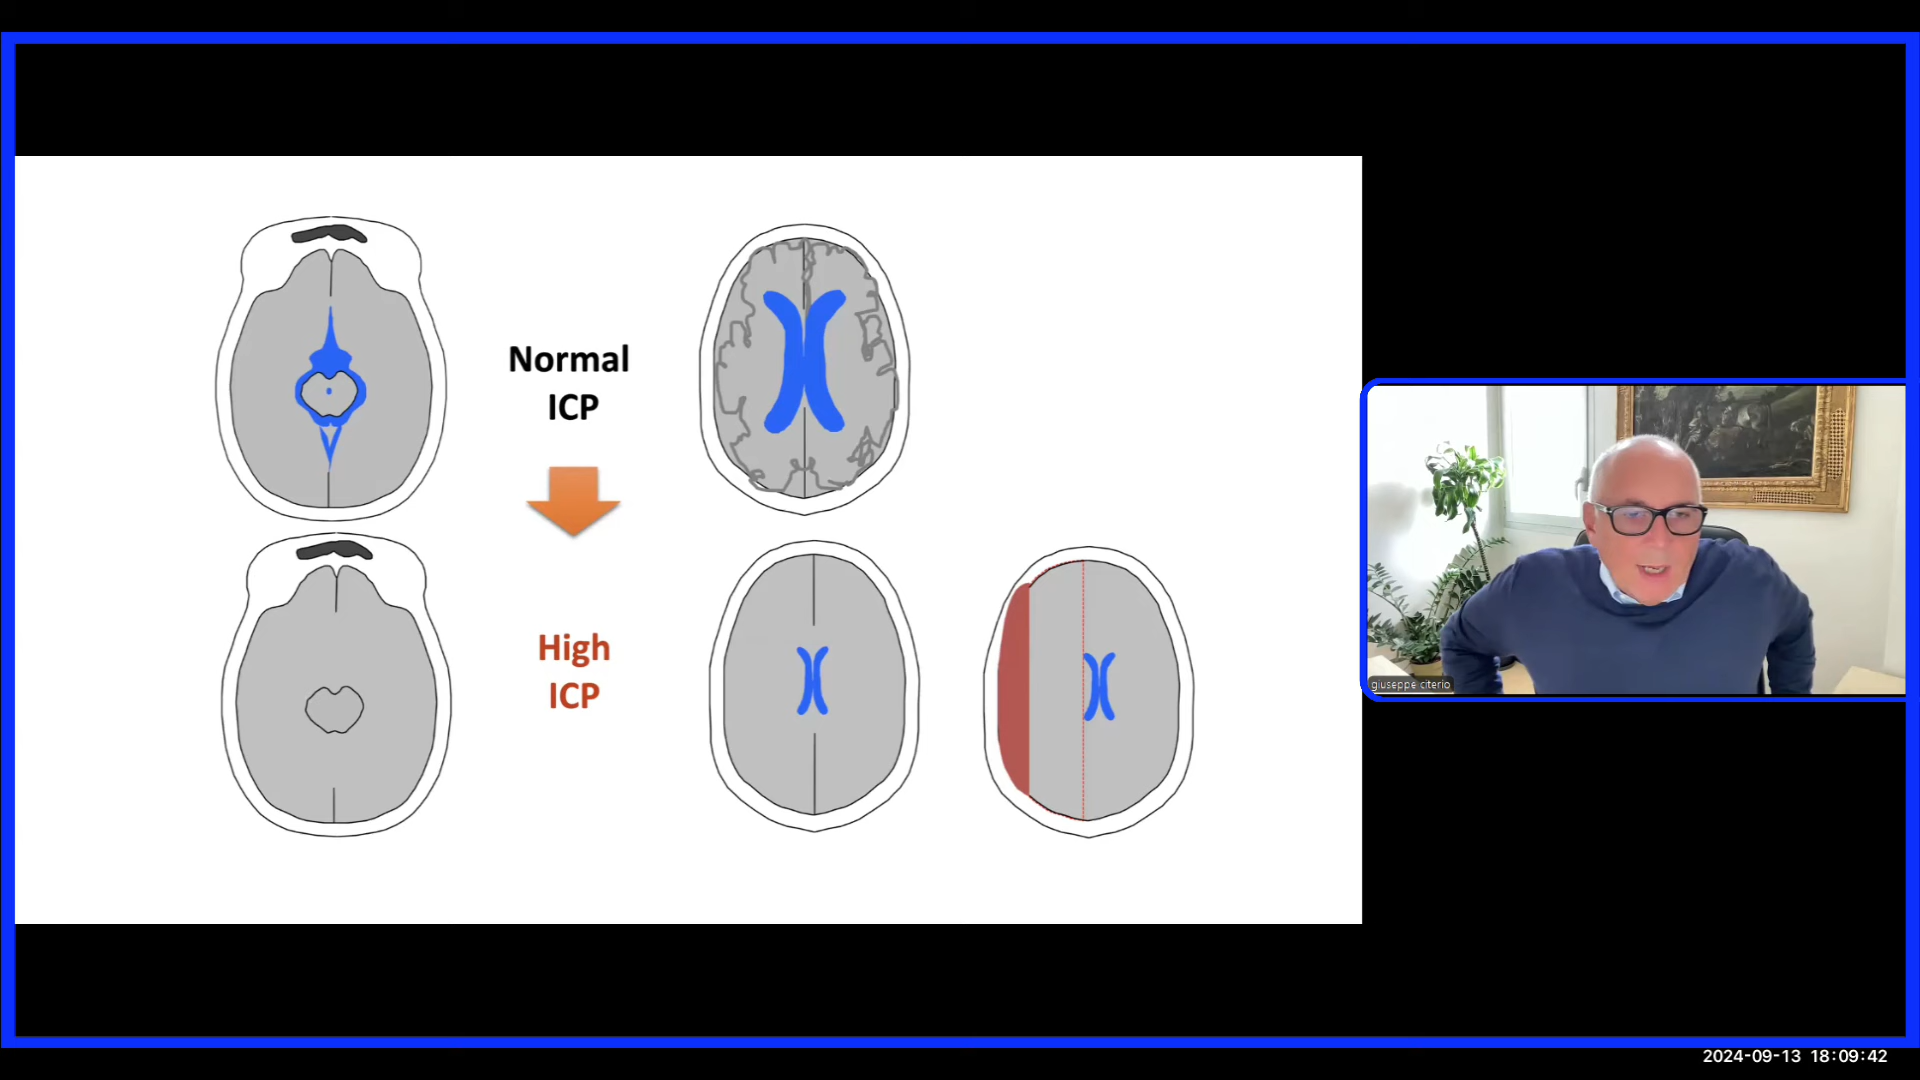 Normal
ICP
High
ICP
giuseppe citerio
2024-09-13 18:09:42